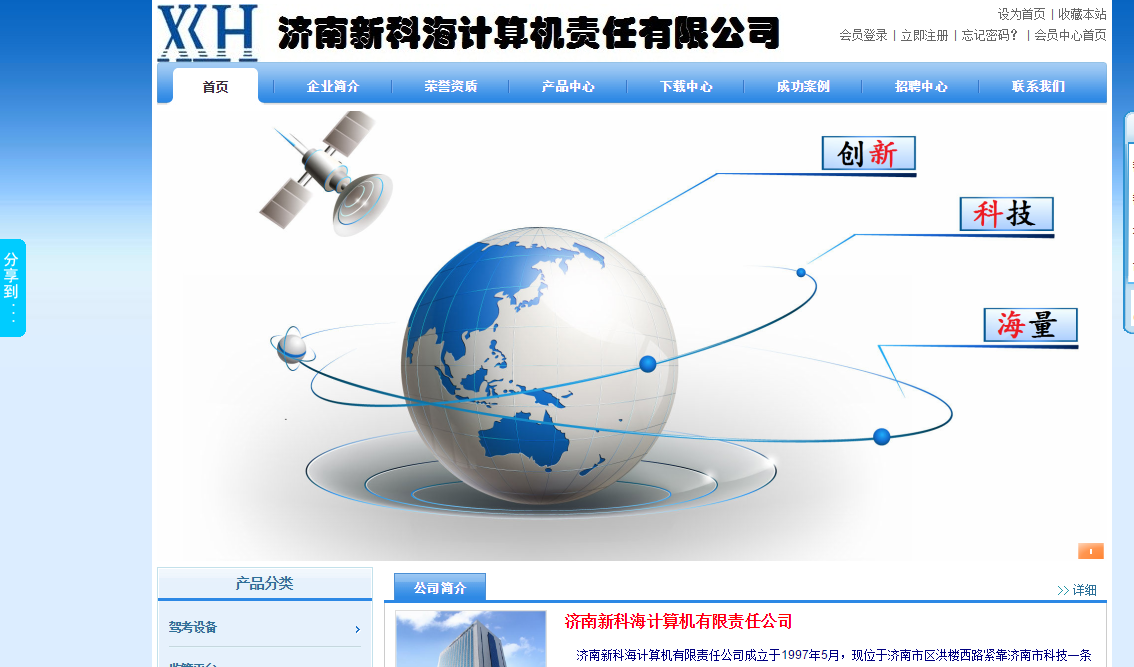 XKH 济南新科海计算机责任有限公司
设为首页 | 收藏本站
会员登录 | 立即注册 | 忘记密码? | 会员中心首页
首页 企业简介 荣誉资质 产品中心 下载中心 成功案例 招聘中心 联系我们
创新
科技
海量
分享到...
1
产品分类
公司简介
>> 详细
驾考设备
济南新科海计算机有限责任公司
济南新科海计算机有限责任公司成立于1997年5月，现位于济南市区洪楼西路紧靠济南市科技一条